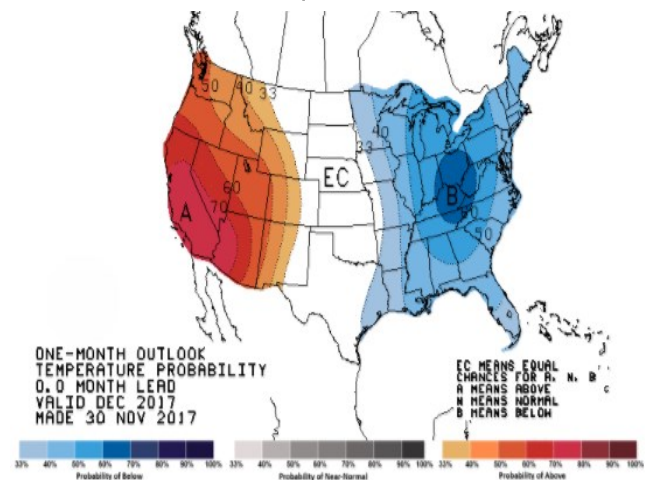 50 40 33
40
33
EC
60
70
A
B
60
50
ONE-MONTH OUTLOOK
TEMPERATURE PROBABILITY
0.0 MONTH LEAD
VALID DEC 2017
MADE 30 NOV 2017
EC MEANS EQUAL
CHANCES FOR A, N, B
A MEANS ABOVE
N MEANS NORMAL
B MEANS BELOW
33% 40% 50% 60% 70% 80% 90% 100%
Probability of Below
33% 40% 50% 60% 70% 80% 90% 100%
Probability of Near-Normal
33% 40% 50% 60% 70% 80% 90% 100%
Probability of Above